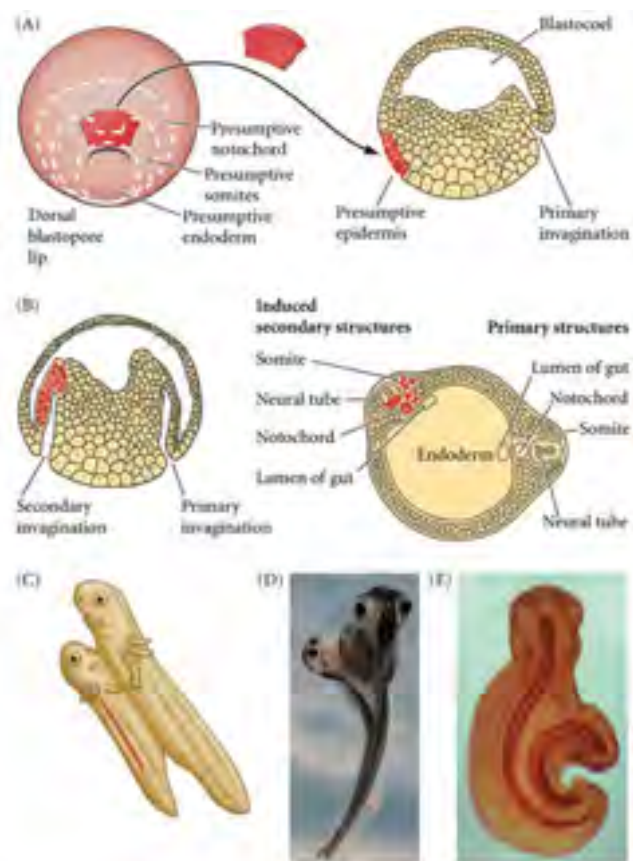 (A)
Blastocoel
Presumptive
notochord
Presumptive
somites
Presumptive
endoderm
Dorsal
blastopore
lip
Presumptive
epidermis
Primary
invagination
(B)
Induced
secondary structures
Primary structures
Somite
Neural tube
Notochord
Lumen of gut
Endoderm
Lumen of gut
Notochord
Somite
Neural tube
Secondary
invagination
Primary
invagination
(C)
(D)
(E)